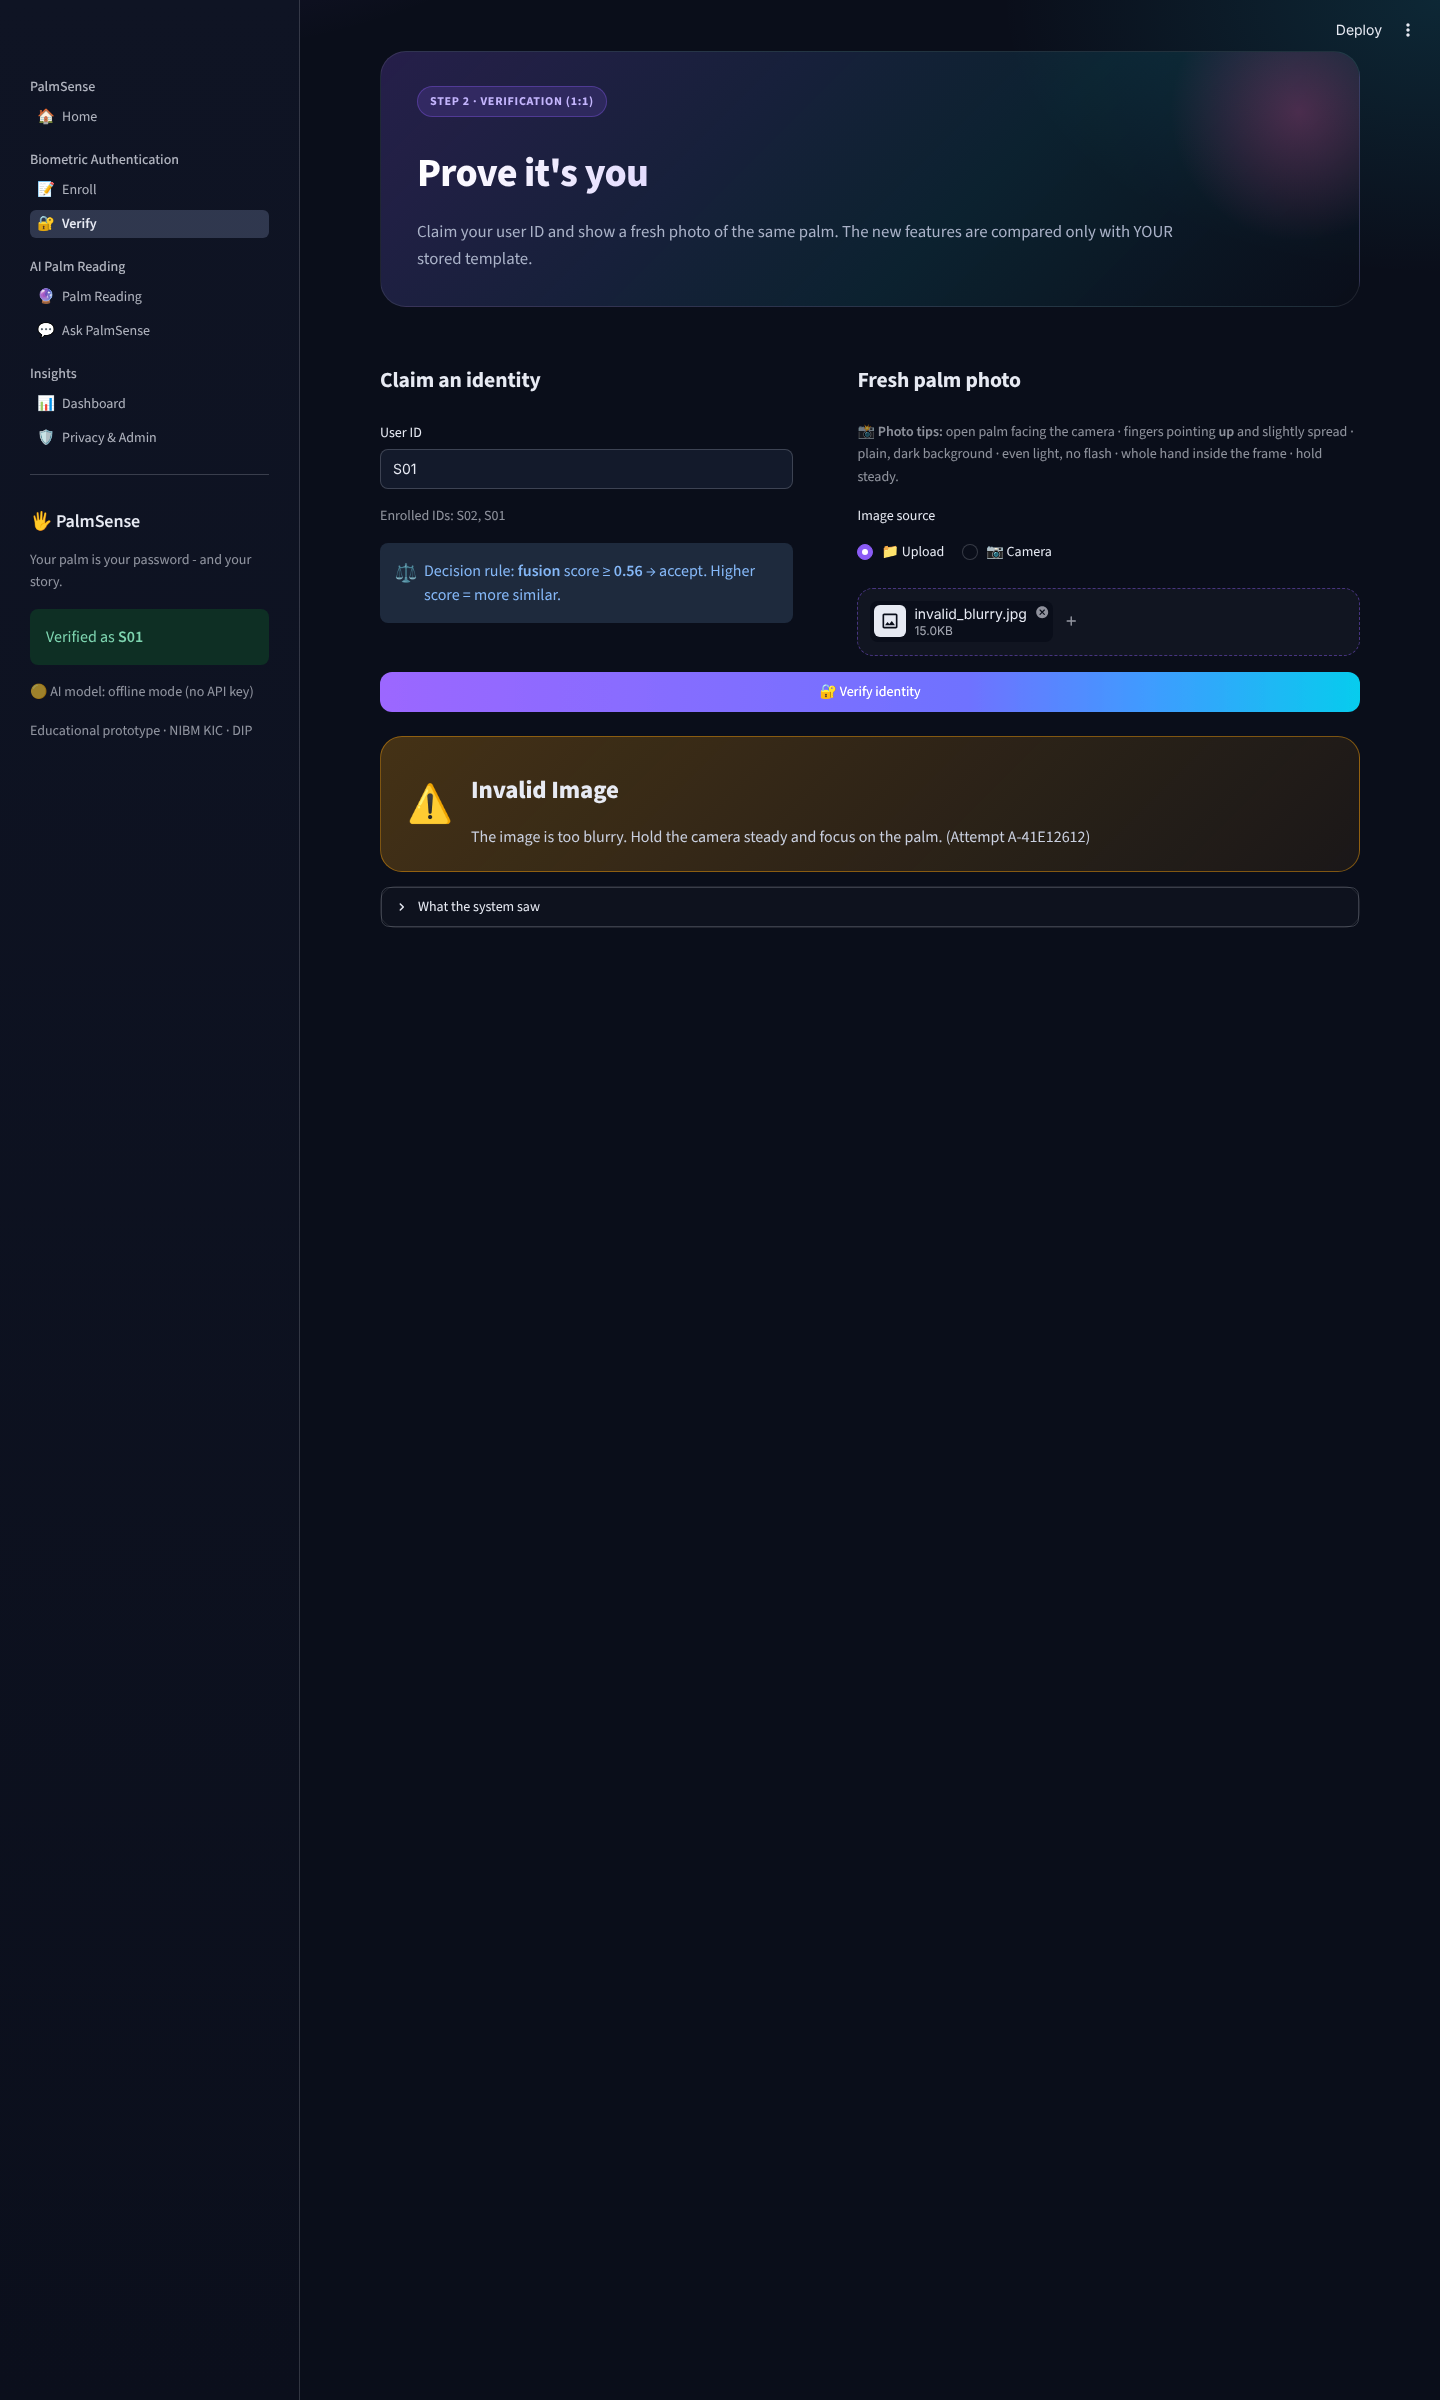 Deploy
PalmSense
🏠 Home
Biometric Authentication
📝 Enroll
🔐 Verify
AI Palm Reading
🔮 Palm Reading
💬 Ask PalmSense
Insights
📊 Dashboard
🛡️ Privacy & Admin
🖐️ PalmSense
Your palm is your password - and your
story.
Verified as S01
🟡 AI model: offline mode (no API key)
Educational prototype · NIBM KIC · DIP
STEP 2 · VERIFICATION (1:1)
Prove it's you
Claim your user ID and show a fresh photo of the same palm. The new features are compared only with YOUR
stored template.
Claim an identity
User ID
S01
Enrolled IDs: S02, S01
⚖️ Decision rule: fusion score ≥ 0.56 → accept. Higher
score = more similar.
Fresh palm photo
📸 Photo tips: open palm facing the camera · fingers pointing up and slightly spread ·
plain, dark background · even light, no flash · whole hand inside the frame · hold
steady.
Image source
📁 Upload
📷 Camera
invalid_blurry.jpg
15.0KB
🔐 Verify identity
⚠️ Invalid Image
The image is too blurry. Hold the camera steady and focus on the palm. (Attempt A-41E12612)
What the system saw